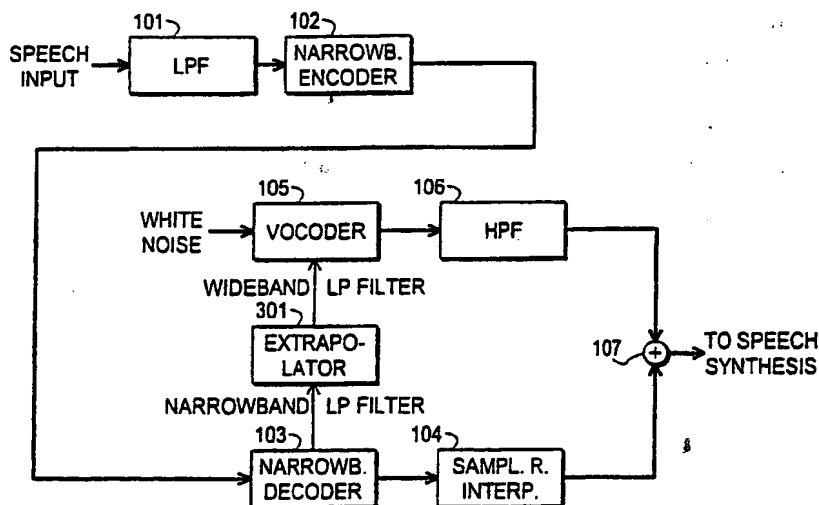 101
102
SPEECH
INPUT
LPF
NARROWB.
ENCODER
105
106
WHITE
NOISE
VOCODER
HPF
WIDEBAND LP FILTER
301
EXTRAPO-
LATOR
107
+
TO SPEECH
SYNTHESIS
NARROWBAND LP FILTER
103
104
NARROWB.
DECODER
SAMPL. R.
INTERP.